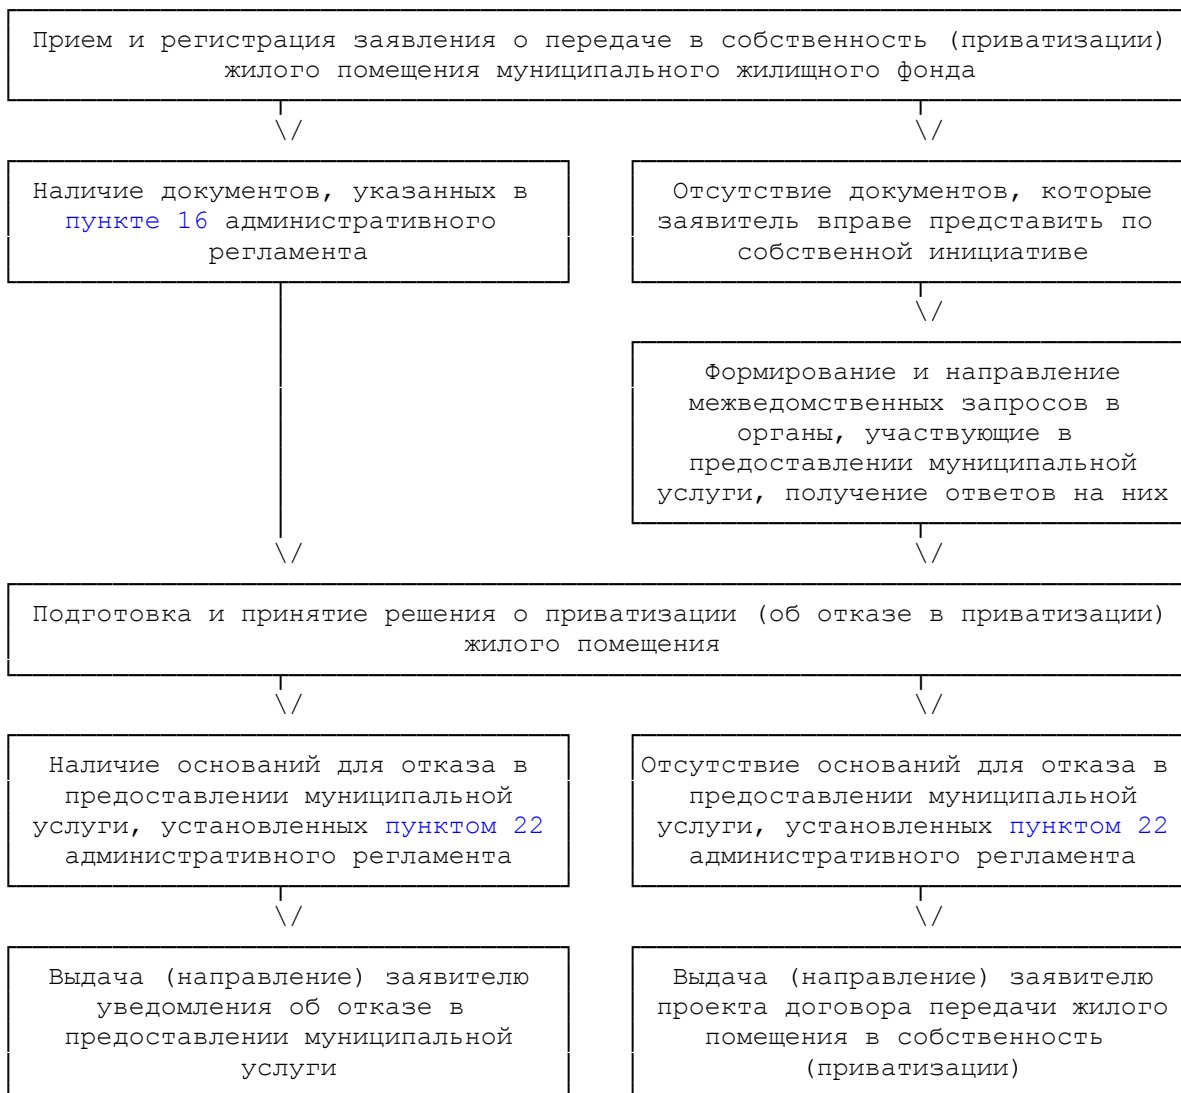 Прием и регистрация заявления о передаче в собственность (приватизации)
жилого помещения муниципального жилищного фонда
\/ \/
Наличие документов, указанных в
пункте 16 административного
регламента
Отсутствие документов, которые
заявитель вправе представить по
собственной инициативе
\/
Формирование и направление
межведомственных запросов в
органы, участвующие в
предоставлении муниципальной
услуги, получение ответов на них
\/ \/
Подготовка и принятие решения о приватизации (об отказе в приватизации)
жилого помещения
\/ \/
Наличие оснований для отказа в
предоставлении муниципальной
услуги, установленных пунктом 22
административного регламента
Отсутствие оснований для отказа в
предоставлении муниципальной
услуги, установленных пунктом 22
административного регламента
\/ \/
Выдача (направление) заявителю
уведомления об отказе в
предоставлении муниципальной
услуги
Выдача (направление) заявителю
проекта договора передачи жилого
помещения в собственность
(приватизации)